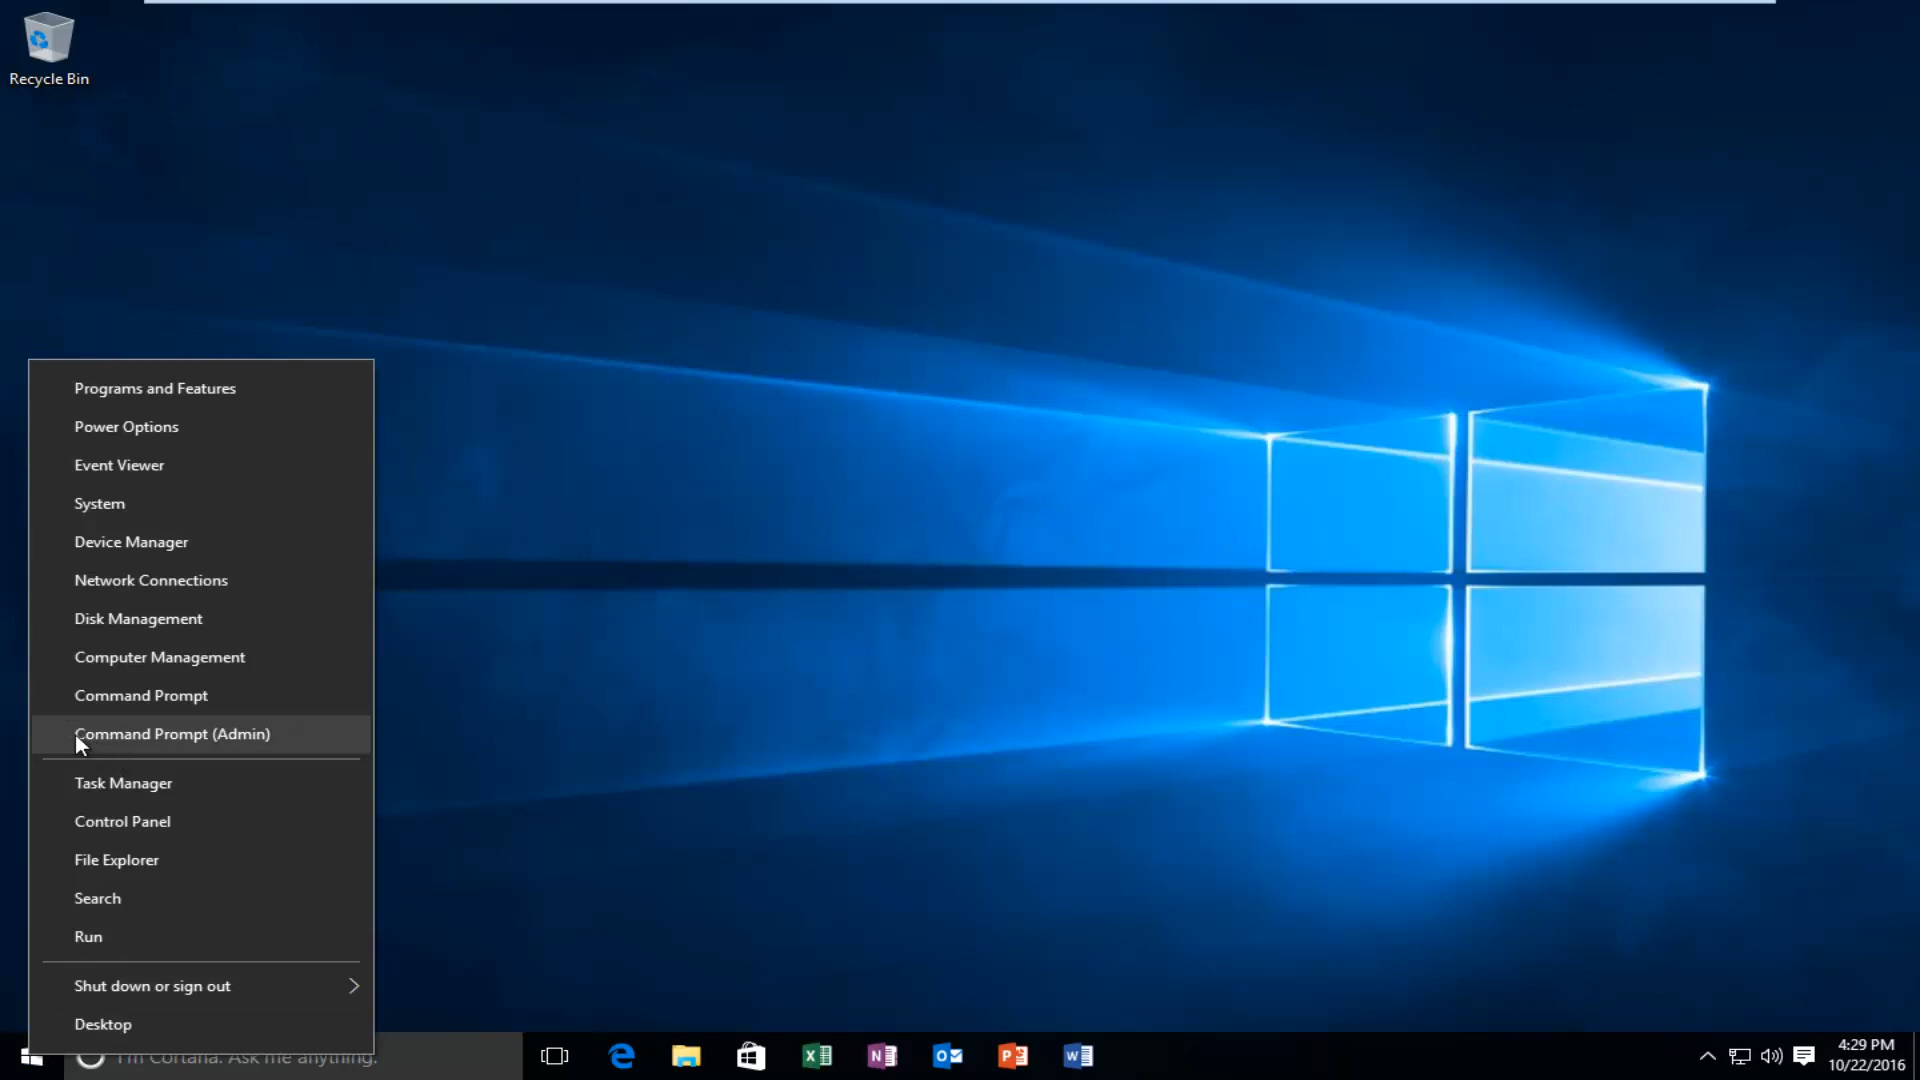 Recycle Bin
Programs and Features
Power Options
Event Viewer
System
Device Manager
Network Connections
Disk Management
Computer Management
Command Prompt
Command Prompt (Admin)
Task Manager
Control Panel
File Explorer
Search
Run
Shut down or sign out
Desktop
I'm Cortana. Ask me anything.
4:29 PM
10/22/2016